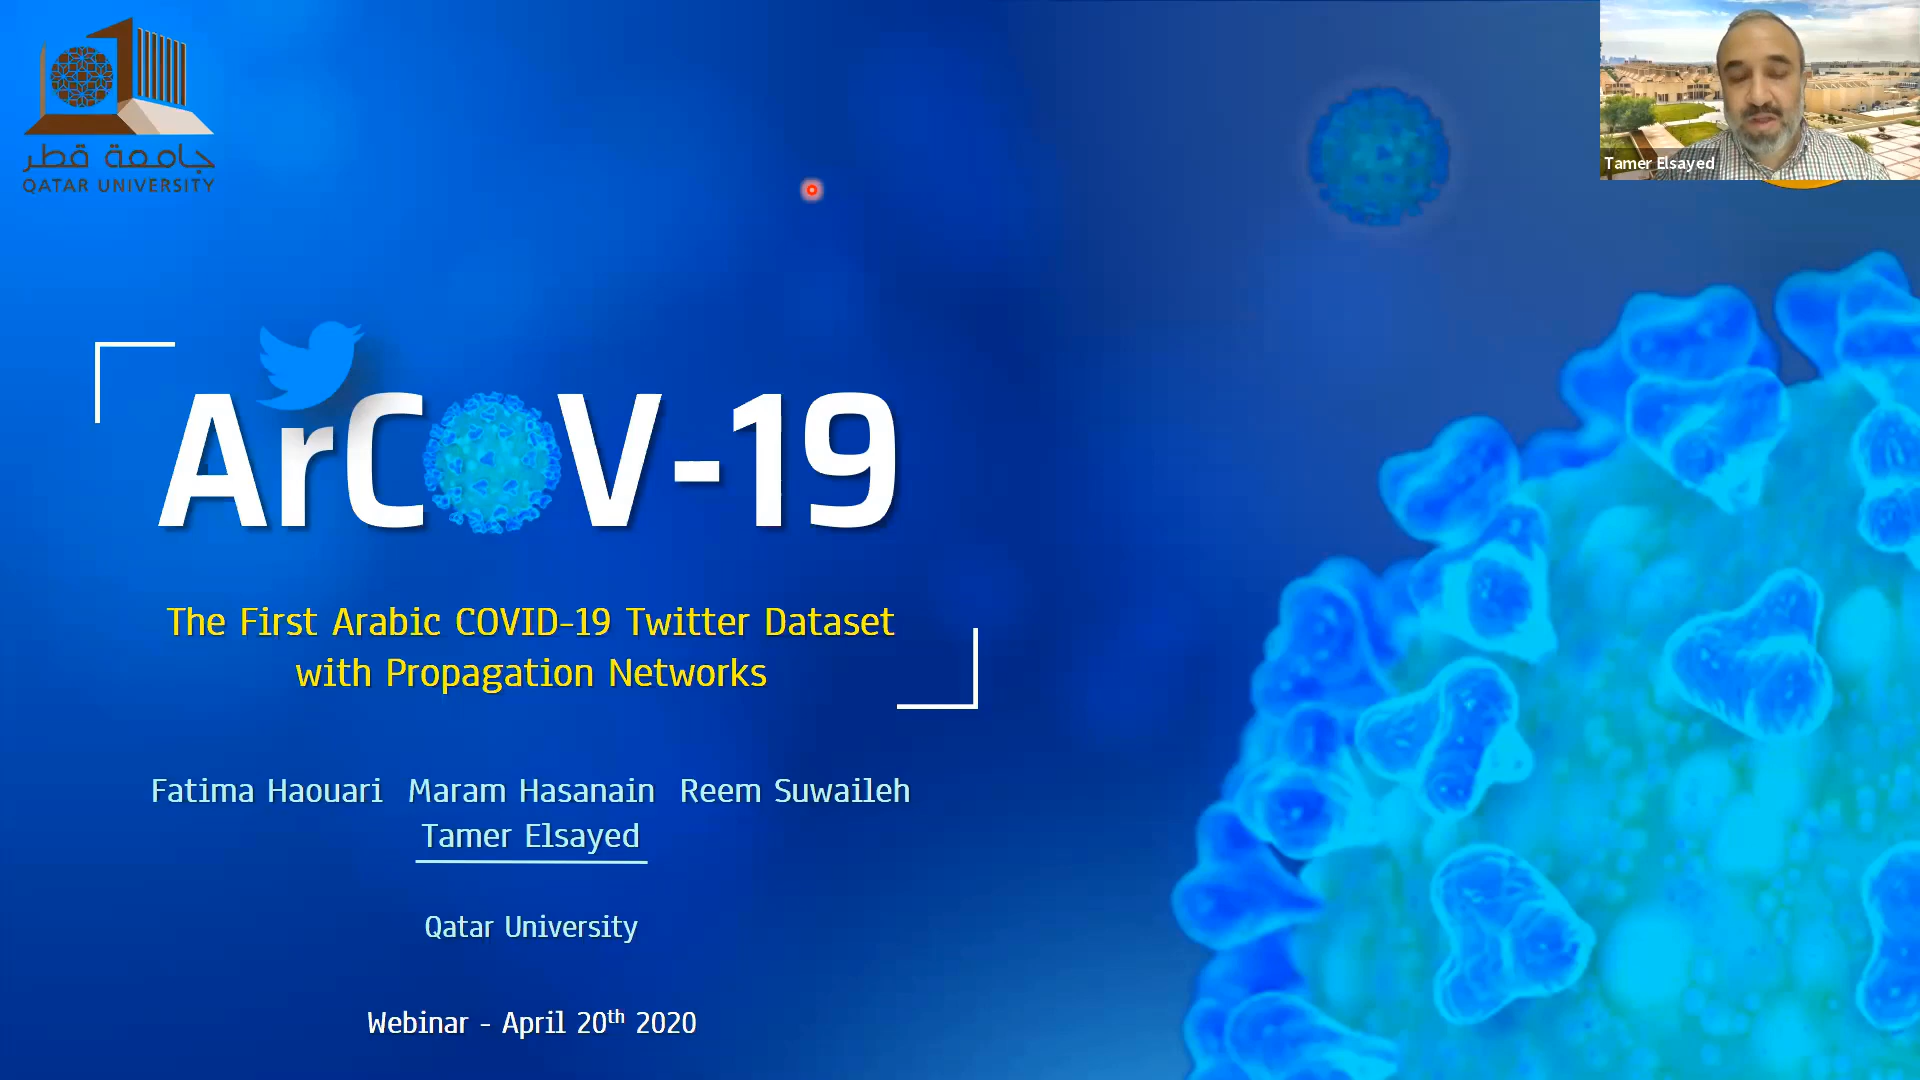 جامعة قطر
QATAR UNIVERSITY
Tamer Elsayed
ArCOV-19
The First Arabic COVID-19 Twitter Dataset
with Propagation Networks
Fatima Haouari Maram Hasanain Reem Suwaileh
Tamer Elsayed
Qatar University
Webinar - April 20th 2020